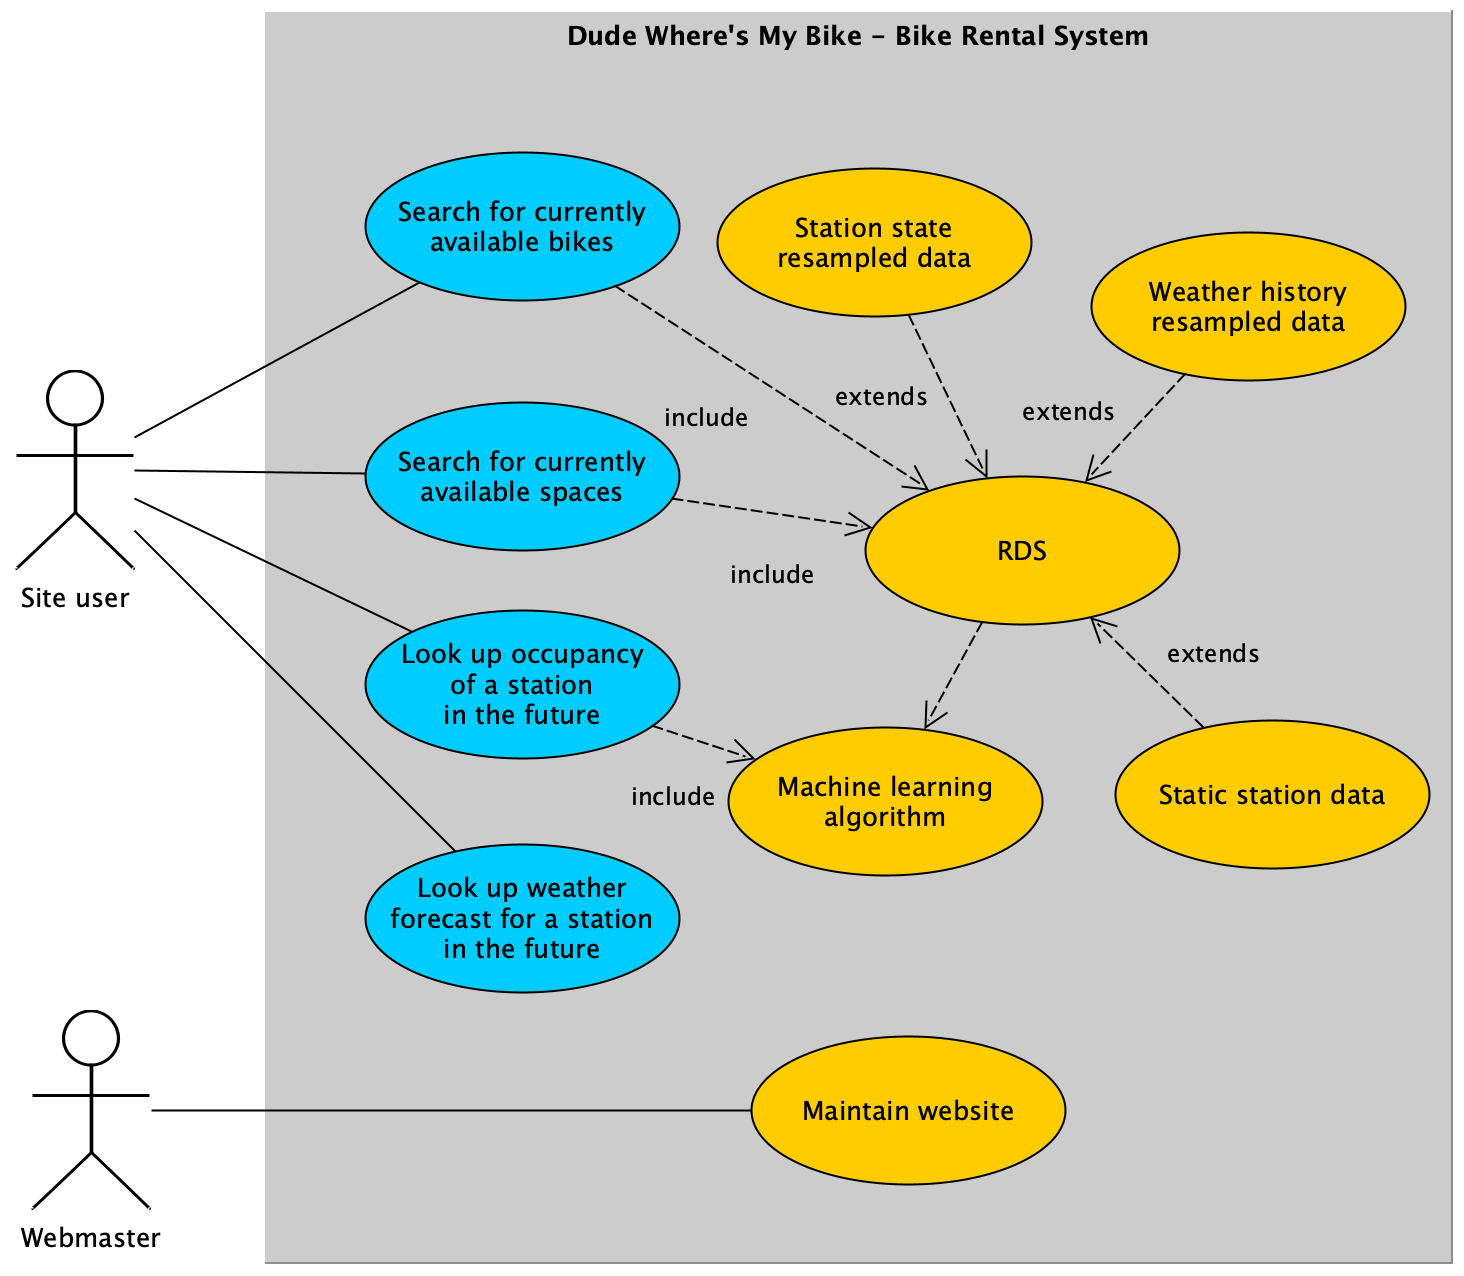 Dude Where's My Bike - Bike Rental System
Search for currently
available bikes
Station state
resampled data
Weather history
resampled data
extends
extends
include
Search for currently
available spaces
RDS
include
Site user
Look up occupancy
of a station
in the future
extends
include
Machine learning
algorithm
Static station data
Look up weather
forecast for a station
in the future
Maintain website
Webmaster